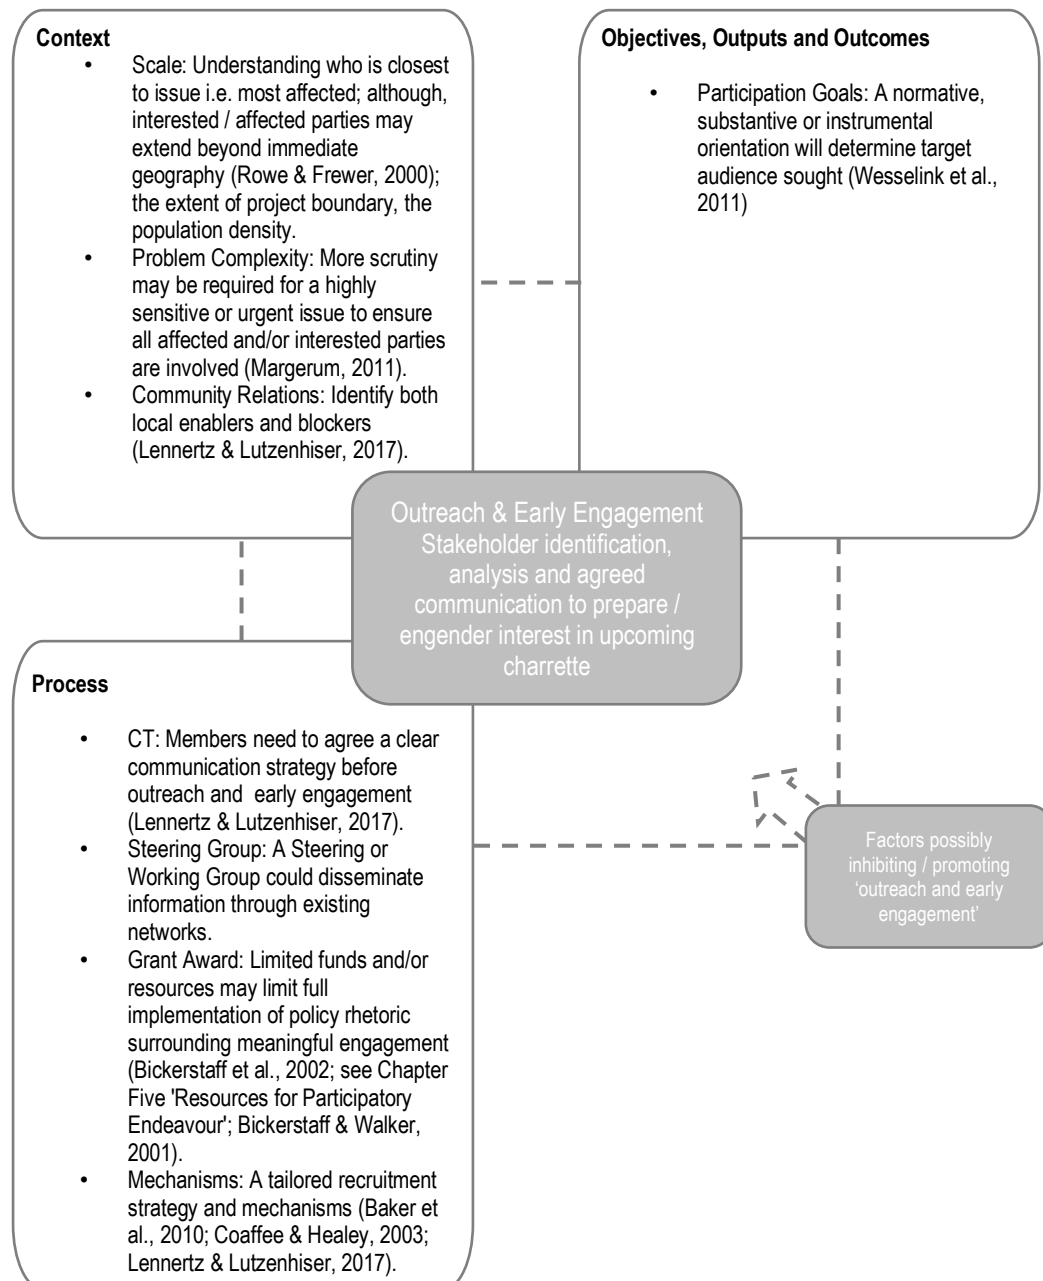 Context
• Scale: Understanding who is closest
to issue i.e. most affected; although,
interested / affected parties may
extend beyond immediate
geography (Rowe & Frewer, 2000);
the extent of project boundary, the
population density.
• Problem Complexity: More scrutiny
may be required for a highly
sensitive or urgent issue to ensure
all affected and/or interested parties
are involved (Margerum, 2011).
• Community Relations: Identify both
local enablers and blockers
(Lennertz & Lutzenhiser, 2017).
Objectives, Outputs and Outcomes
• Participation Goals: A normative,
substantive or instrumental
orientation will determine target
audience sought (Wesselink et al.,
2011)
Outreach & Early Engagement
Stakeholder identification,
analysis and agreed
communication to prepare /
engender interest in upcoming
charrette
Process
• CT: Members need to agree a clear
communication strategy before
outreach and early engagement
(Lennertz & Lutzenhiser, 2017).
• Steering Group: A Steering or
Working Group could disseminate
information through existing
networks.
• Grant Award: Limited funds and/or
resources may limit full
implementation of policy rhetoric
surrounding meaningful engagement
(Bickerstaff et al., 2002; see Chapter
Five 'Resources for Participatory
Endeavour'; Bickerstaff & Walker,
2001).
• Mechanisms: A tailored recruitment
strategy and mechanisms (Baker et
al., 2010; Coaffee & Healey, 2003;
Lennertz & Lutzenhiser, 2017).
Factors possibly
inhibiting / promoting
‘outreach and early
engagement’